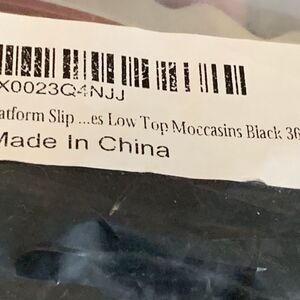 X0023Q4NJJ
atform Slip ...es Low Top Moccasins Black 36
Made In China